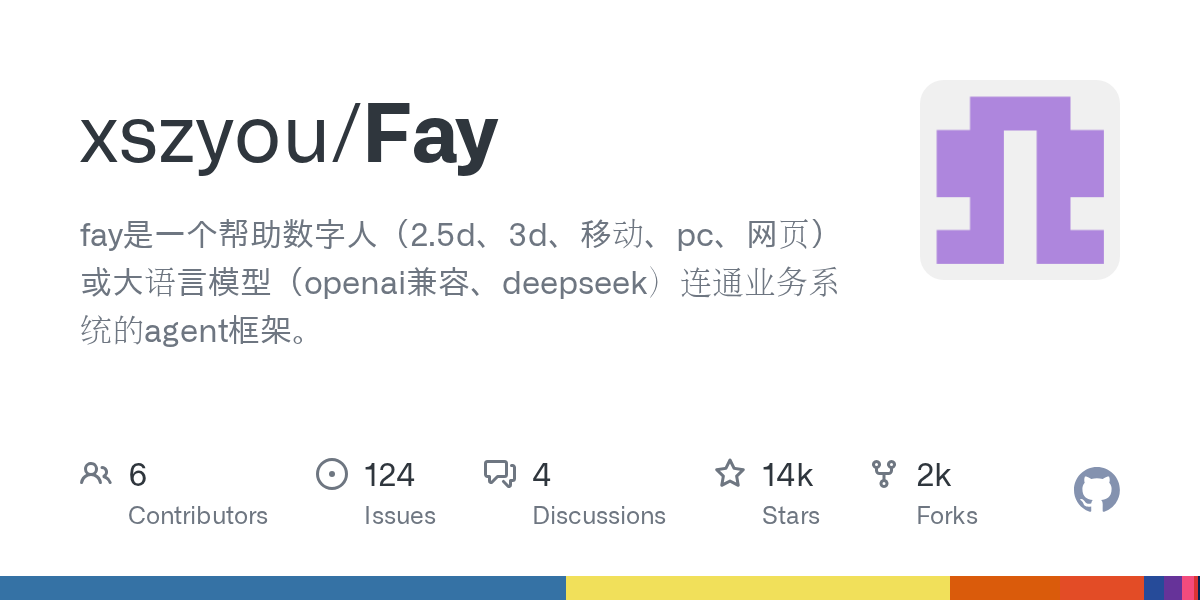 xszyou/Fay
fay是一个帮助数字人（2.5d、3d、移动、pc、网页）
或大语言模型（openai兼容、deepseek）连通业务系
统的agent框架。
6 124 4 14k 2k
Contributors Issues Discussions Stars Forks